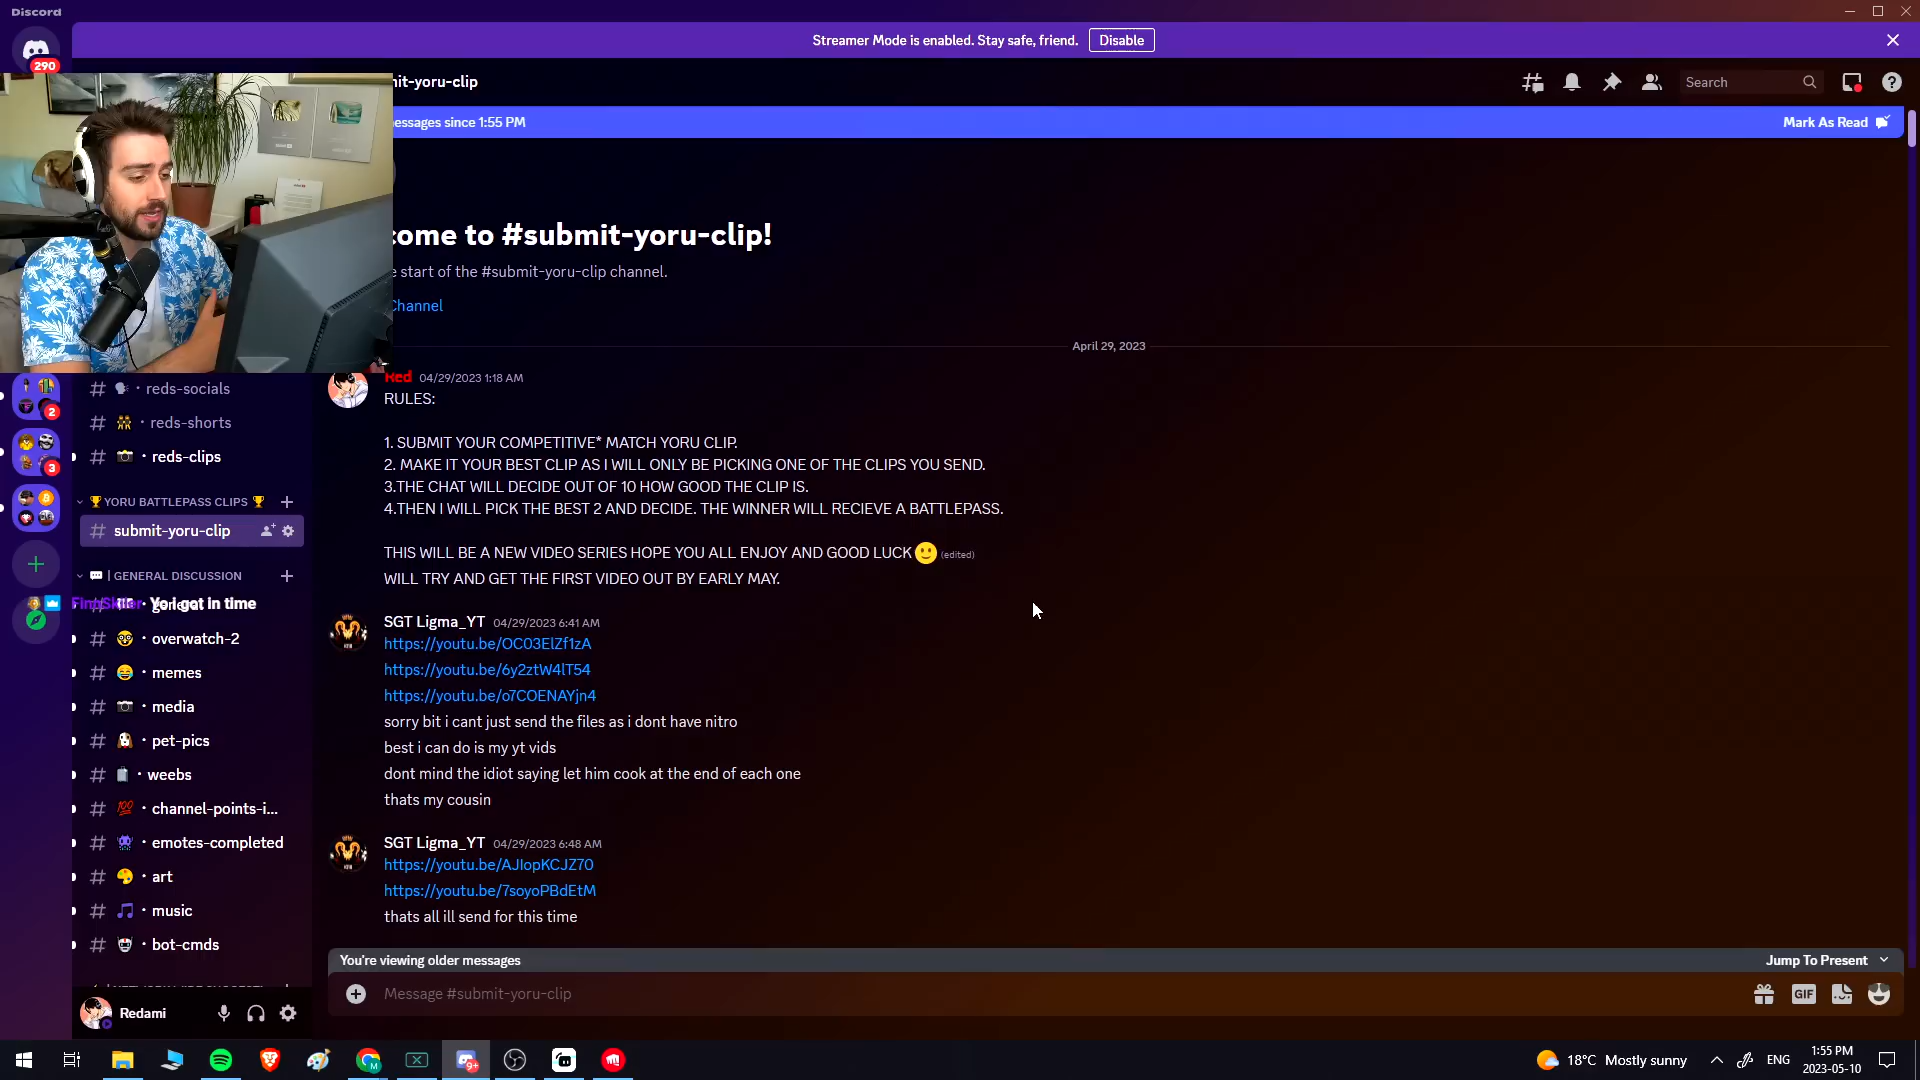 Discord
Streamer Mode is enabled. Stay safe, friend.
Disable
290
mit-yoru-clip
Search
essages since 1:55 PM
Mark As Read
come to #submit-yoru-clip!
e start of the #submit-yoru-clip channel.
Channel
April 29, 2023
Red 04/29/2023 1:18 AM
RULES:
1. SUBMIT YOUR COMPETITIVE* MATCH YORU CLIP.
2. MAKE IT YOUR BEST CLIP AS I WILL ONLY BE PICKING ONE OF THE CLIPS YOU SEND.
3.THE CHAT WILL DECIDE OUT OF 10 HOW GOOD THE CLIP IS.
4.THEN I WILL PICK THE BEST 2 AND DECIDE. THE WINNER WILL RECIEVE A BATTLEPASS.
THIS WILL BE A NEW VIDEO SERIES HOPE YOU ALL ENJOY AND GOOD LUCK 🙂 (edited)
WILL TRY AND GET THE FIRST VIDEO OUT BY EARLY MAY.
SGT Ligma_YT 04/29/2023 6:41 AM
https://youtu.be/OC03ElZf1zA
https://youtu.be/6y2ztW4lT54
https://youtu.be/o7COENAYjn4
sorry bit i cant just send the files as i dont have nitro
best i can do is my yt vids
dont mind the idiot saying let him cook at the end of each one
thats my cousin
SGT Ligma_YT 04/29/2023 6:48 AM
https://youtu.be/AJIopKCJZ70
https://youtu.be/7soyoPBdEtM
thats all ill send for this time
You're viewing older messages
Jump To Present
Message #submit-yoru-clip
GIF
2
3
reds-socials
reds-shorts
reds-clips
🏆YORU BATTLEPASS CLIPS 🏆
submit-yoru-clip
💬 | GENERAL DISCUSSION
Yo i got in time
overwatch-2
memes
media
pet-pics
weebs
channel-points-i...
emotes-completed
art
music
bot-cmds
Redami
9+
18°C Mostly sunny
ENG
1:55 PM
2023-05-10